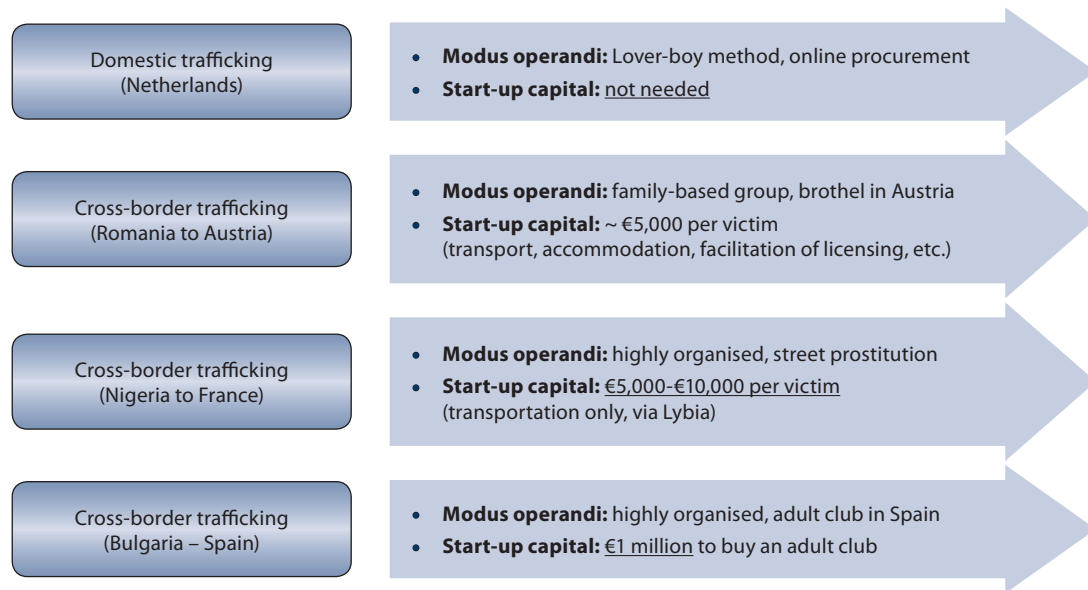 Domestic trafficking
(Netherlands)
• Modus operandi: Lover-boy method, online procurement
• Start-up capital: not needed
Cross-border trafficking
(Romania to Austria)
• Modus operandi: family-based group, brothel in Austria
• Start-up capital: ~ €5,000 per victim
(transport, accommodation, facilitation of licensing, etc.)
Cross-border trafficking
(Nigeria to France)
• Modus operandi: highly organised, street prostitution
• Start-up capital: €5,000-€10,000 per victim
(transportation only, via Lybia)
Cross-border trafficking
(Bulgaria – Spain)
• Modus operandi: highly organised, adult club in Spain
• Start-up capital: €1 million to buy an adult club